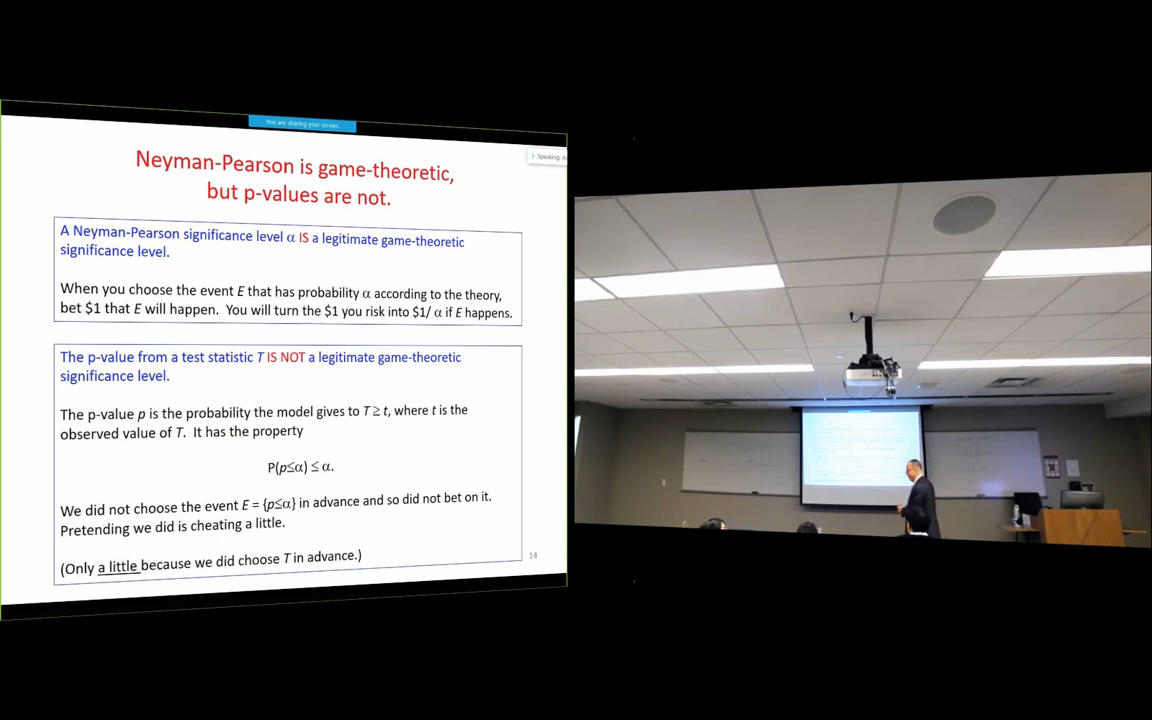 You are sharing your screen.
Speaking:
Neyman-Pearson is game-theoretic,
but p-values are not.
A Neyman-Pearson significance level α IS a legitimate game-theoretic
significance level.
When you choose the event E that has probability α according to the theory,
bet $1 that E will happen. You will turn the $1 you risk into $1/ α if E happens.
The p-value from a test statistic T IS NOT a legitimate game-theoretic
significance level.
The p-value p is the probability the model gives to T ≥ t, where t is the
observed value of T. It has the property
P(p≤α) ≤ α.
We did not choose the event E = {p≤α} in advance and so did not bet on it.
Pretending we did is cheating a little.
(Only a little because we did choose T in advance.)
14